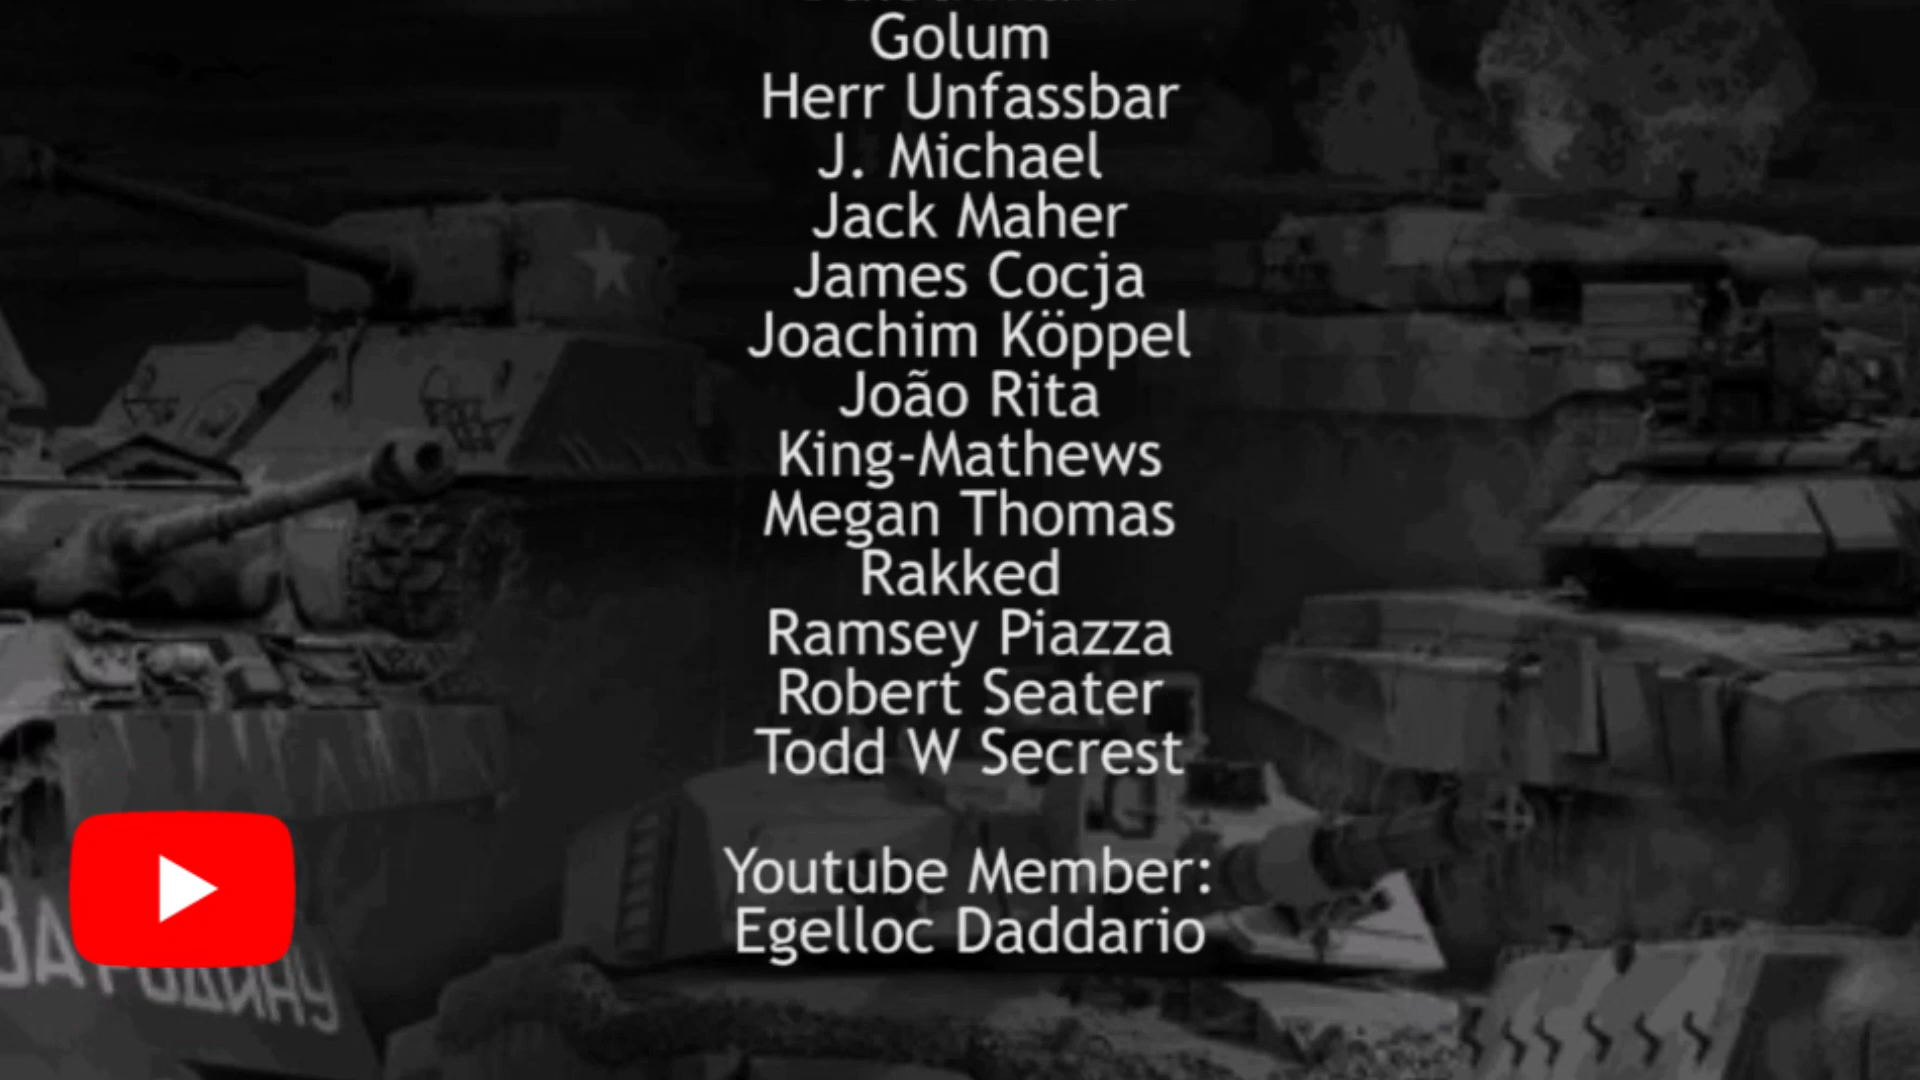 Golum
Herr Unfassbar
J. Michael
Jack Maher
James Cocja
Joachim Köppel
João Rita
King-Mathews
Megan Thomas
Rakked
Ramsey Piazza
Robert Seater
Todd W Secrest
Youtube Member:
Egelloc Daddario